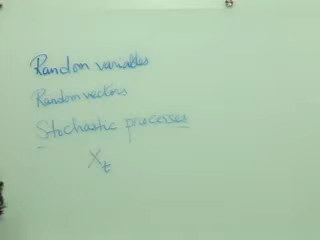 Random variables
Random vectors
Stochastic processes
X_t